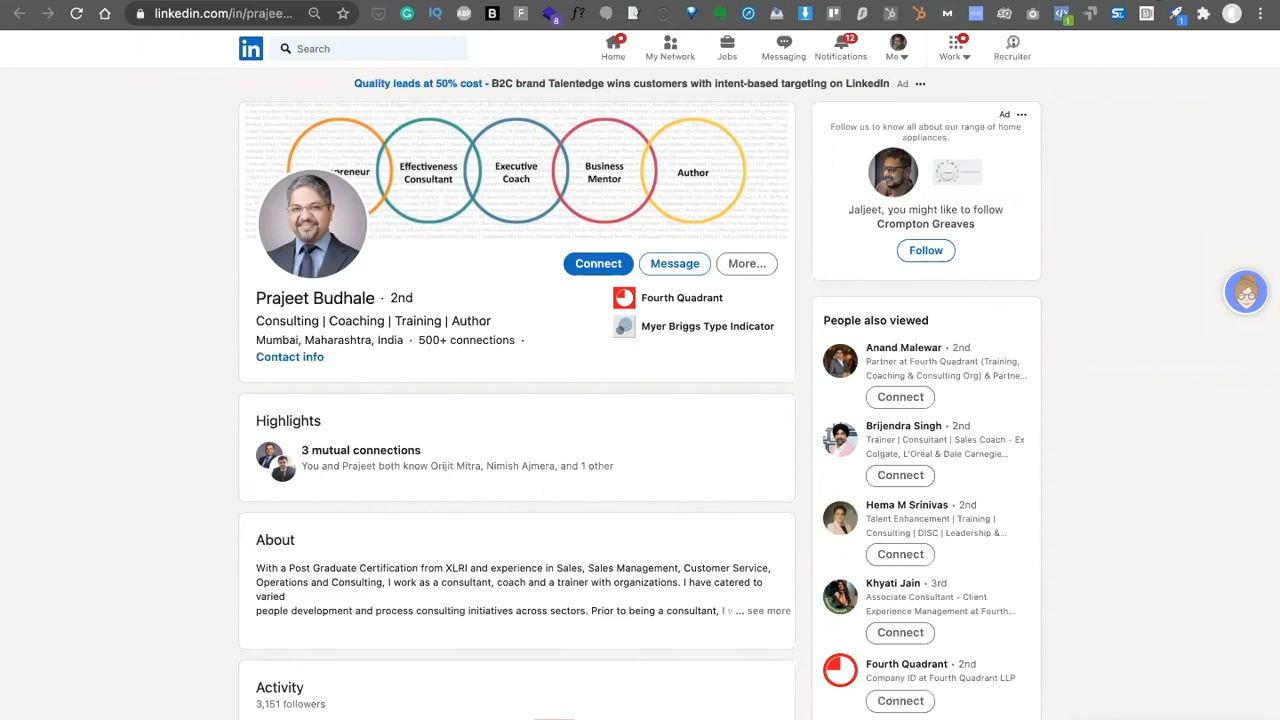 linkedin.com/in/
8
Search
Home
My Network
Jobs
Messaging
12
Notifications
Me
Work
Recruiter
Quality leads at 50% cost - B2C brand Talentedge wins customers with intent-based targeting on LinkedIn Ad •••
preneur
Effectiveness
Consultant
Executive
Coach
Business
Mentor
Author
Connect
Message
More...
Prajeet Budhale · 2nd
Consulting | Coaching | Training | Author
Mumbai, Maharashtra, India · 500+ connections ·
Contact info
Fourth Quadrant
Myer Briggs Type Indicator
Highlights
3 mutual connections
You and Prajeet both know Orijit Mitra, Nimish Ajmera, and 1 other
About
With a Post Graduate Certification from XLRI and experience in Sales, Sales Management, Customer Service,
Operations and Consulting, I work as a consultant, coach and a trainer with organizations. I have catered to
varied
people development and process consulting initiatives across sectors. Prior to being a consultant, I ... see more
Activity
3,151 followers
Ad •••
Follow us to know all about our range of home
appliances.
Jaljeet, you might like to follow
Crompton Greaves
Follow
People also viewed
Anand Malewar • 2nd
Partner at Fourth Quadrant (Training,
Coaching & Consulting Org) & Partne...
Connect
Brijendra Singh • 2nd
Trainer | Consultant | Sales Coach - Ex
Colgate, L'Oreal & Dale Carnegie...
Connect
Hema M Srinivas • 2nd
Talent Enhancement | Training |
Consulting | DISC | Leadership &...
Connect
Khyati Jain • 3rd
Associate Consultant - Client
Experience Management at Fourth...
Connect
Fourth Quadrant • 2nd
Company ID at Fourth Quadrant LLP
Connect